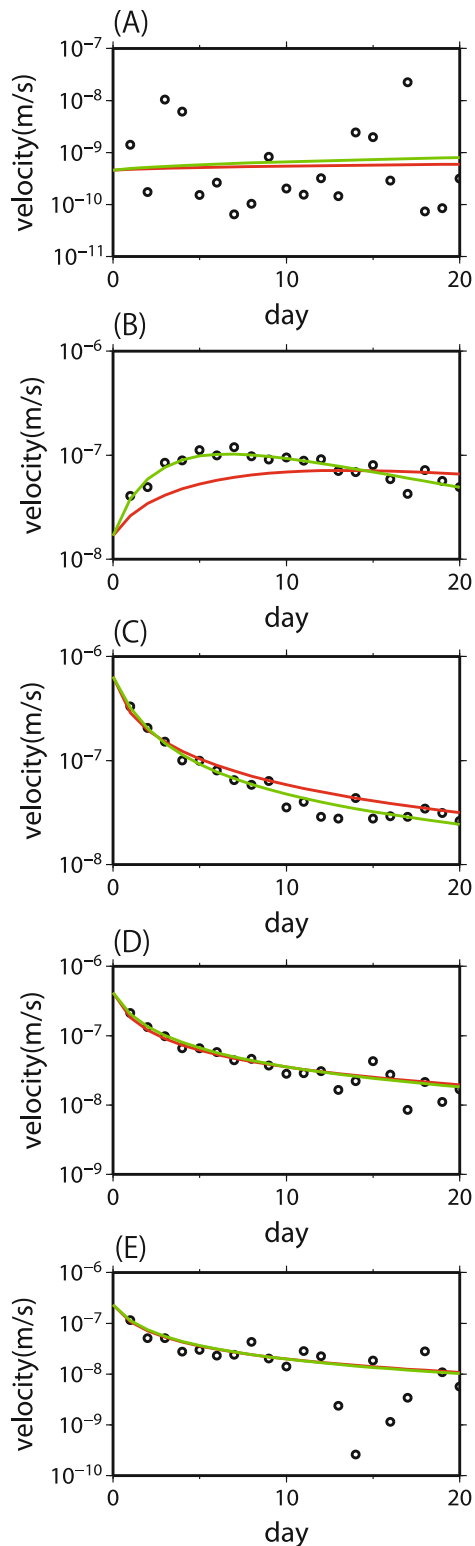 (A)
10⁻⁷
10⁻⁸
10⁻⁹
10⁻¹⁰
10⁻¹¹
velocity(m/s)
0 10 20
day
(B)
10⁻⁶
10⁻⁷
10⁻⁸
velocity(m/s)
0 10 20
day
(C)
10⁻⁶
10⁻⁷
10⁻⁸
velocity(m/s)
0 10 20
day
(D)
10⁻⁶
10⁻⁷
10⁻⁸
10⁻⁹
velocity(m/s)
0 10 20
day
(E)
10⁻⁶
10⁻⁷
10⁻⁸
10⁻⁹
10⁻¹⁰
velocity(m/s)
0 10 20
day